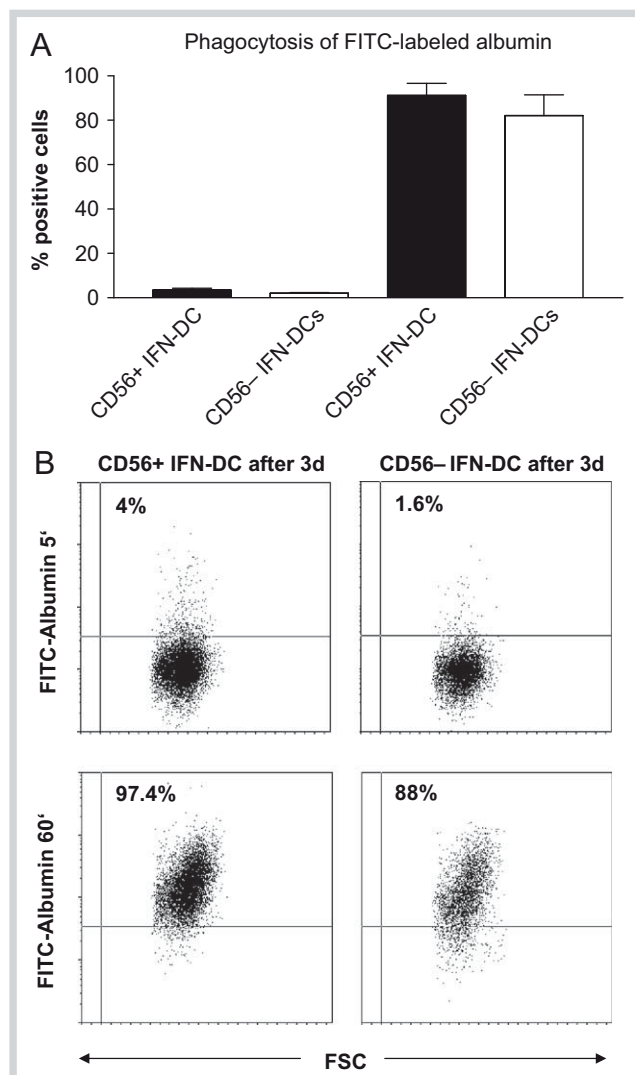 A
Phagocytosis of FITC-labeled albumin
% positive cells
100
80
60
40
20
0
CD56+ IFN-DC
CD56– IFN-DCs
CD56+ IFN-DC
CD56– IFN-DCs
B
CD56+ IFN-DC after 3d
CD56– IFN-DC after 3d
FITC-Albumin 5‘
4%
1.6%
FITC-Albumin 60‘
97.4%
88%
FSC